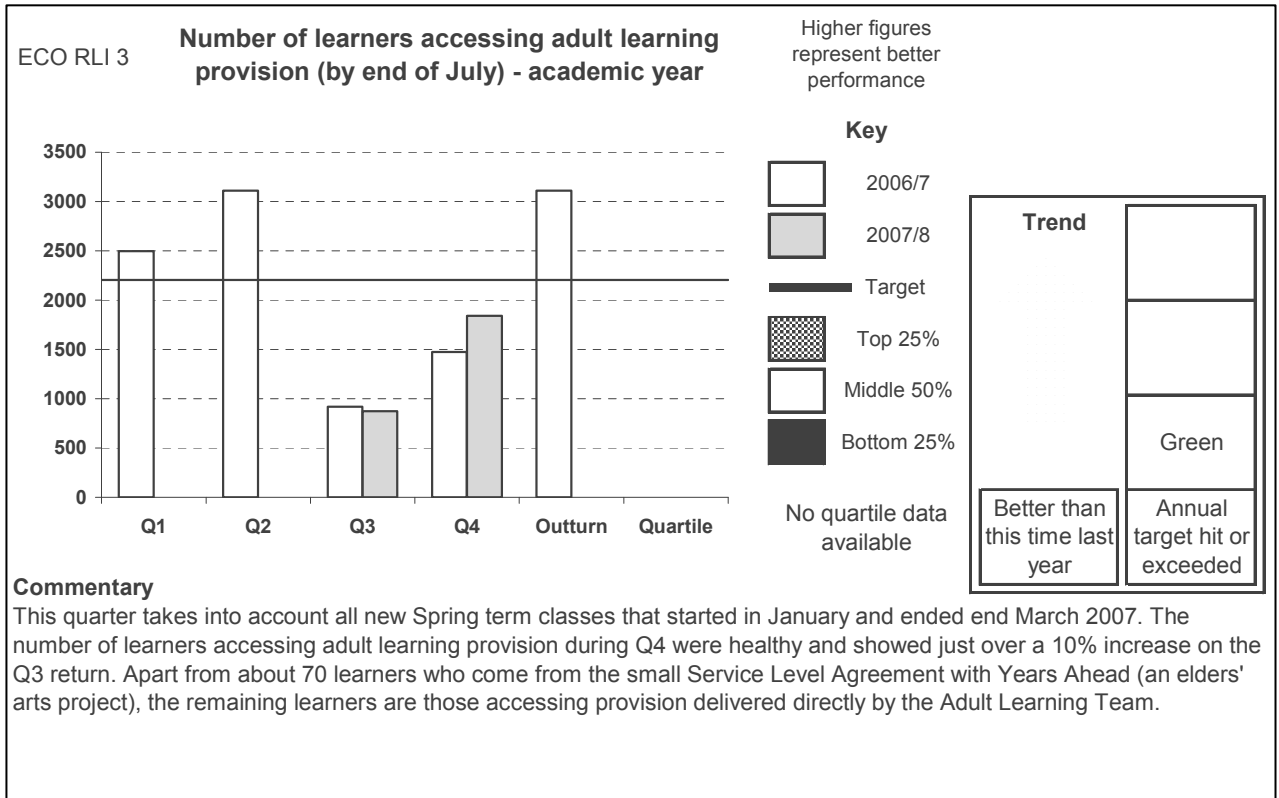 ECO RLI 3
Number of learners accessing adult learning
provision (by end of July) - academic year
Higher figures
represent better
performance
3500
3000
2500
2000
1500
1000
500
0
Q1
Q2
Q3
Q4
Outturn
Quartile
Key
2006/7
2007/8
Target
Top 25%
Middle 50%
Bottom 25%
No quartile data
available
Trend
Green
Better than
this time last
year
Annual
target hit or
exceeded
Commentary
This quarter takes into account all new Spring term classes that started in January and ended end March 2007. The
number of learners accessing adult learning provision during Q4 were healthy and showed just over a 10% increase on the
Q3 return. Apart from about 70 learners who come from the small Service Level Agreement with Years Ahead (an elders'
arts project), the remaining learners are those accessing provision delivered directly by the Adult Learning Team.